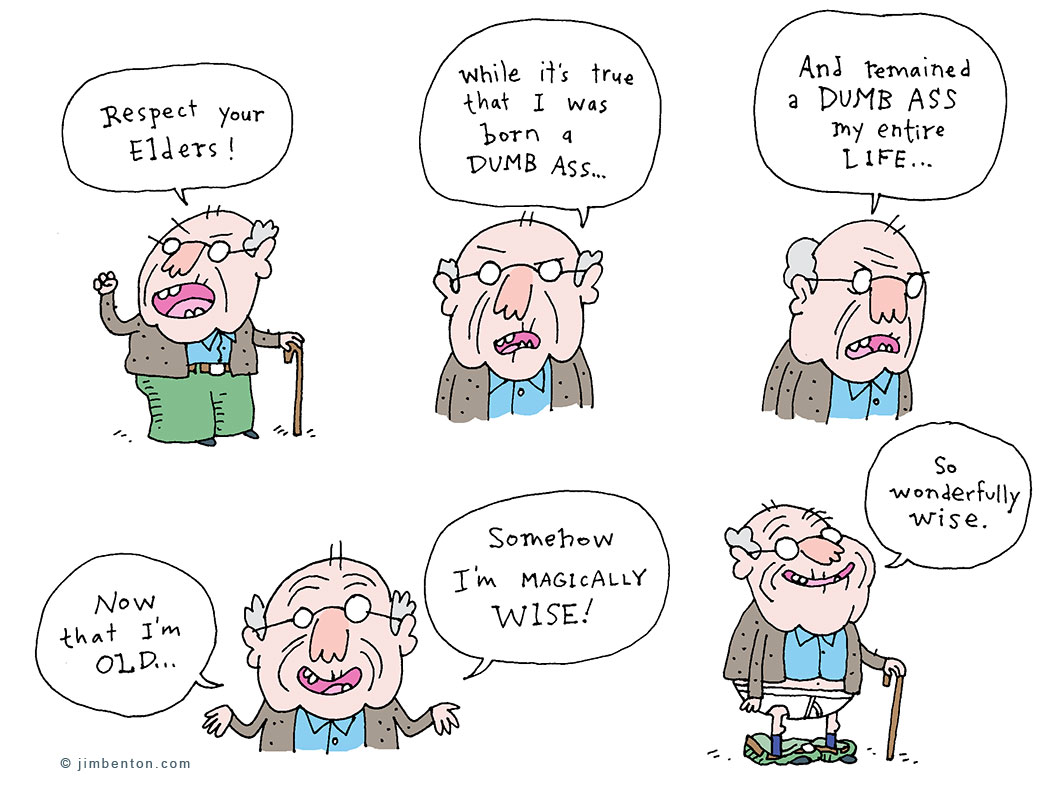 Respect your
Elders!
While it's true
that I was
born a
DUMB ASS...
And remained
a DUMB ASS
my entire
LIFE...
Now
that I'm
OLD...
Somehow
I'm MAGICALLY
WISE!
So
wonderfully
wise.
© jimbenton.com